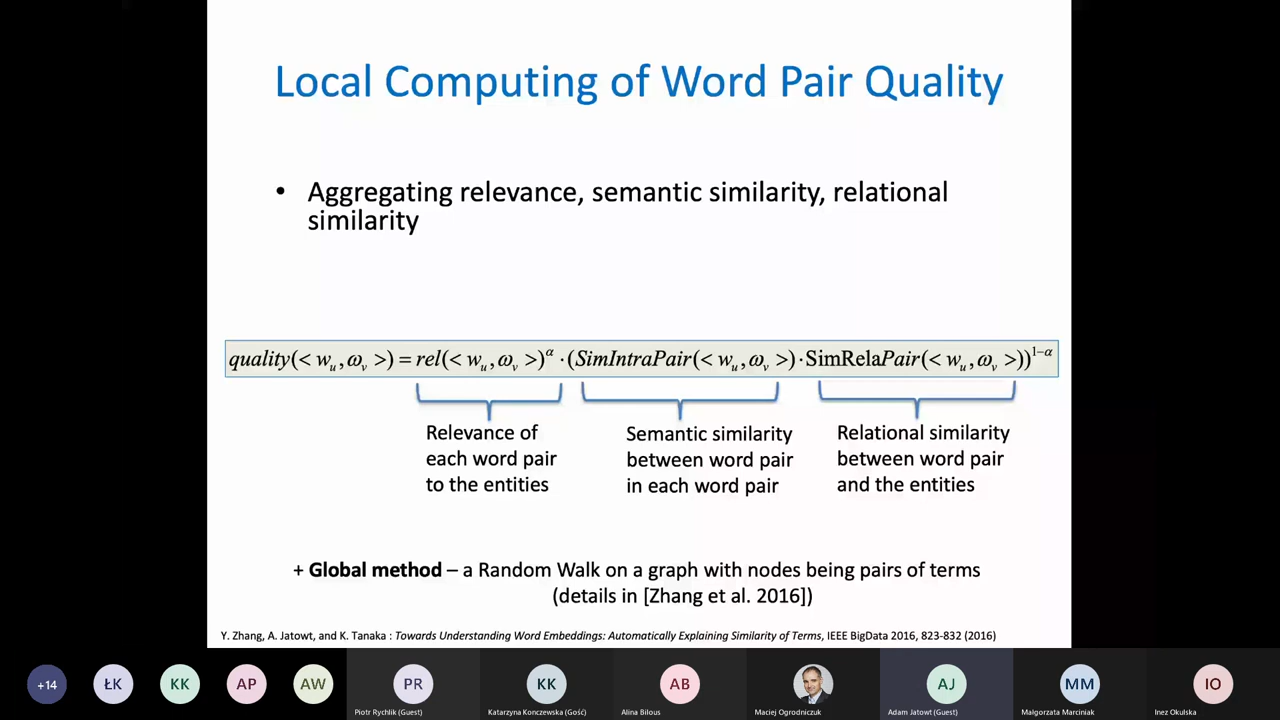 Local Computing of Word Pair Quality
• Aggregating relevance, semantic similarity, relational
similarity
quality(< w_u, ω_v >) = rel(< w_u, ω_v >)^α · (SimIntraPair(< w_u, ω_v >) · SimRelaPair(< w_u, ω_v >))^{1-α}
Relevance of
each word pair
to the entities
Semantic similarity
between word pair
in each word pair
Relational similarity
between word pair
and the entities
+ Global method – a Random Walk on a graph with nodes being pairs of terms
(details in [Zhang et al. 2016])
Y. Zhang, A. Jatowt, and K. Tanaka : Towards Understanding Word Embeddings: Automatically Explaining Similarity of Terms, IEEE BigData 2016, 823-832 (2016)
+14 ŁK KK AP AW PR KK AB AJ MM IO
Piotr Rychlik (Guest) Katarzyna Konczewska (Gość) Alina Bilous Maciej Ogrodniczuk Adam Jatowt (Guest) Małgorzata Marciniak Inez Okulska